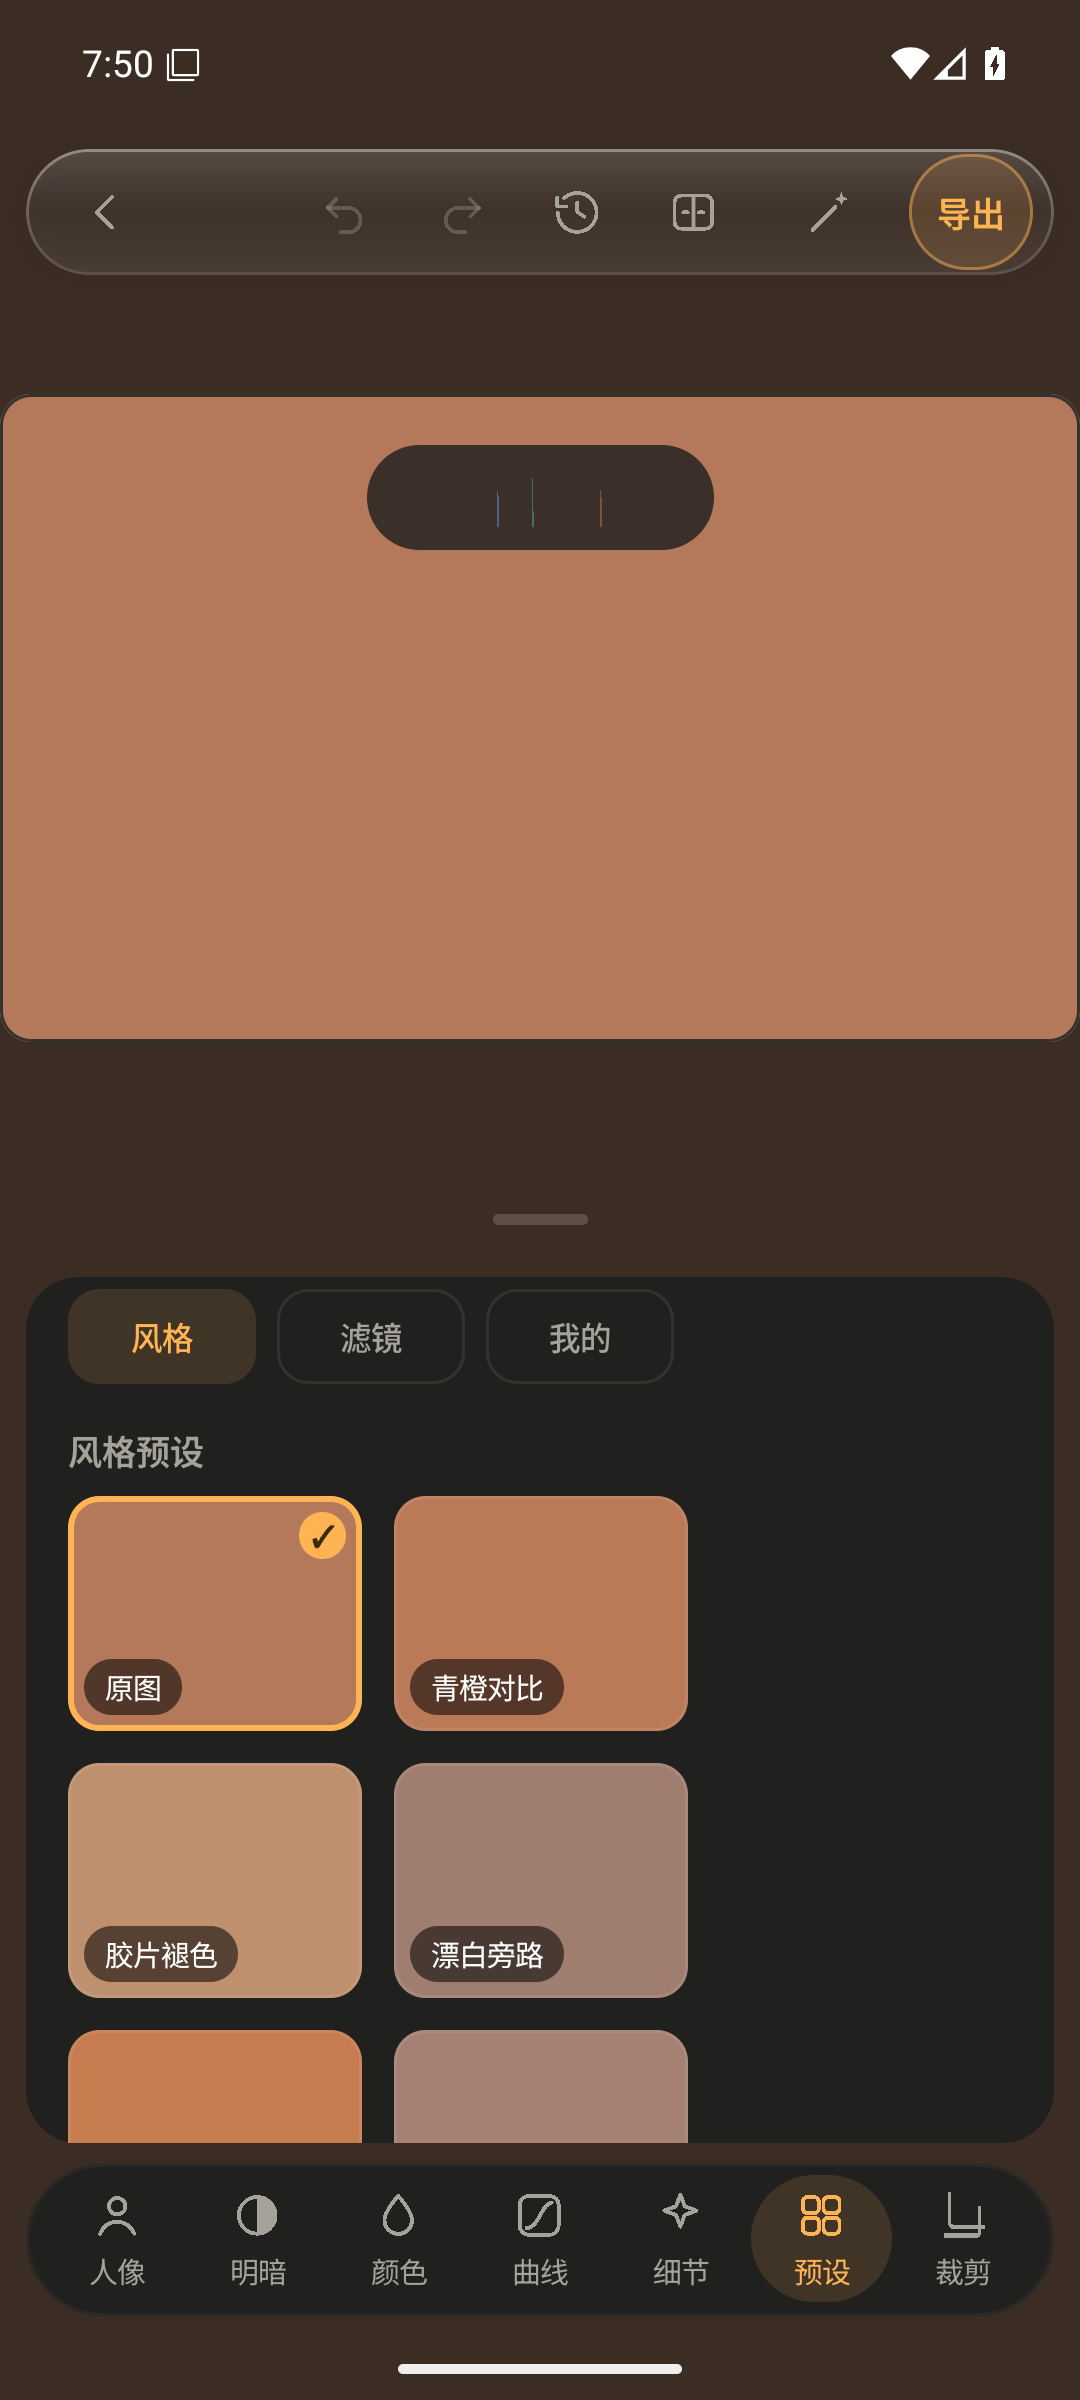 7:50
导出
风格 滤镜 我的
风格预设
原图 青橙对比
胶片褪色 漂白旁路
人像 明暗 颜色 曲线 细节 预设 裁剪